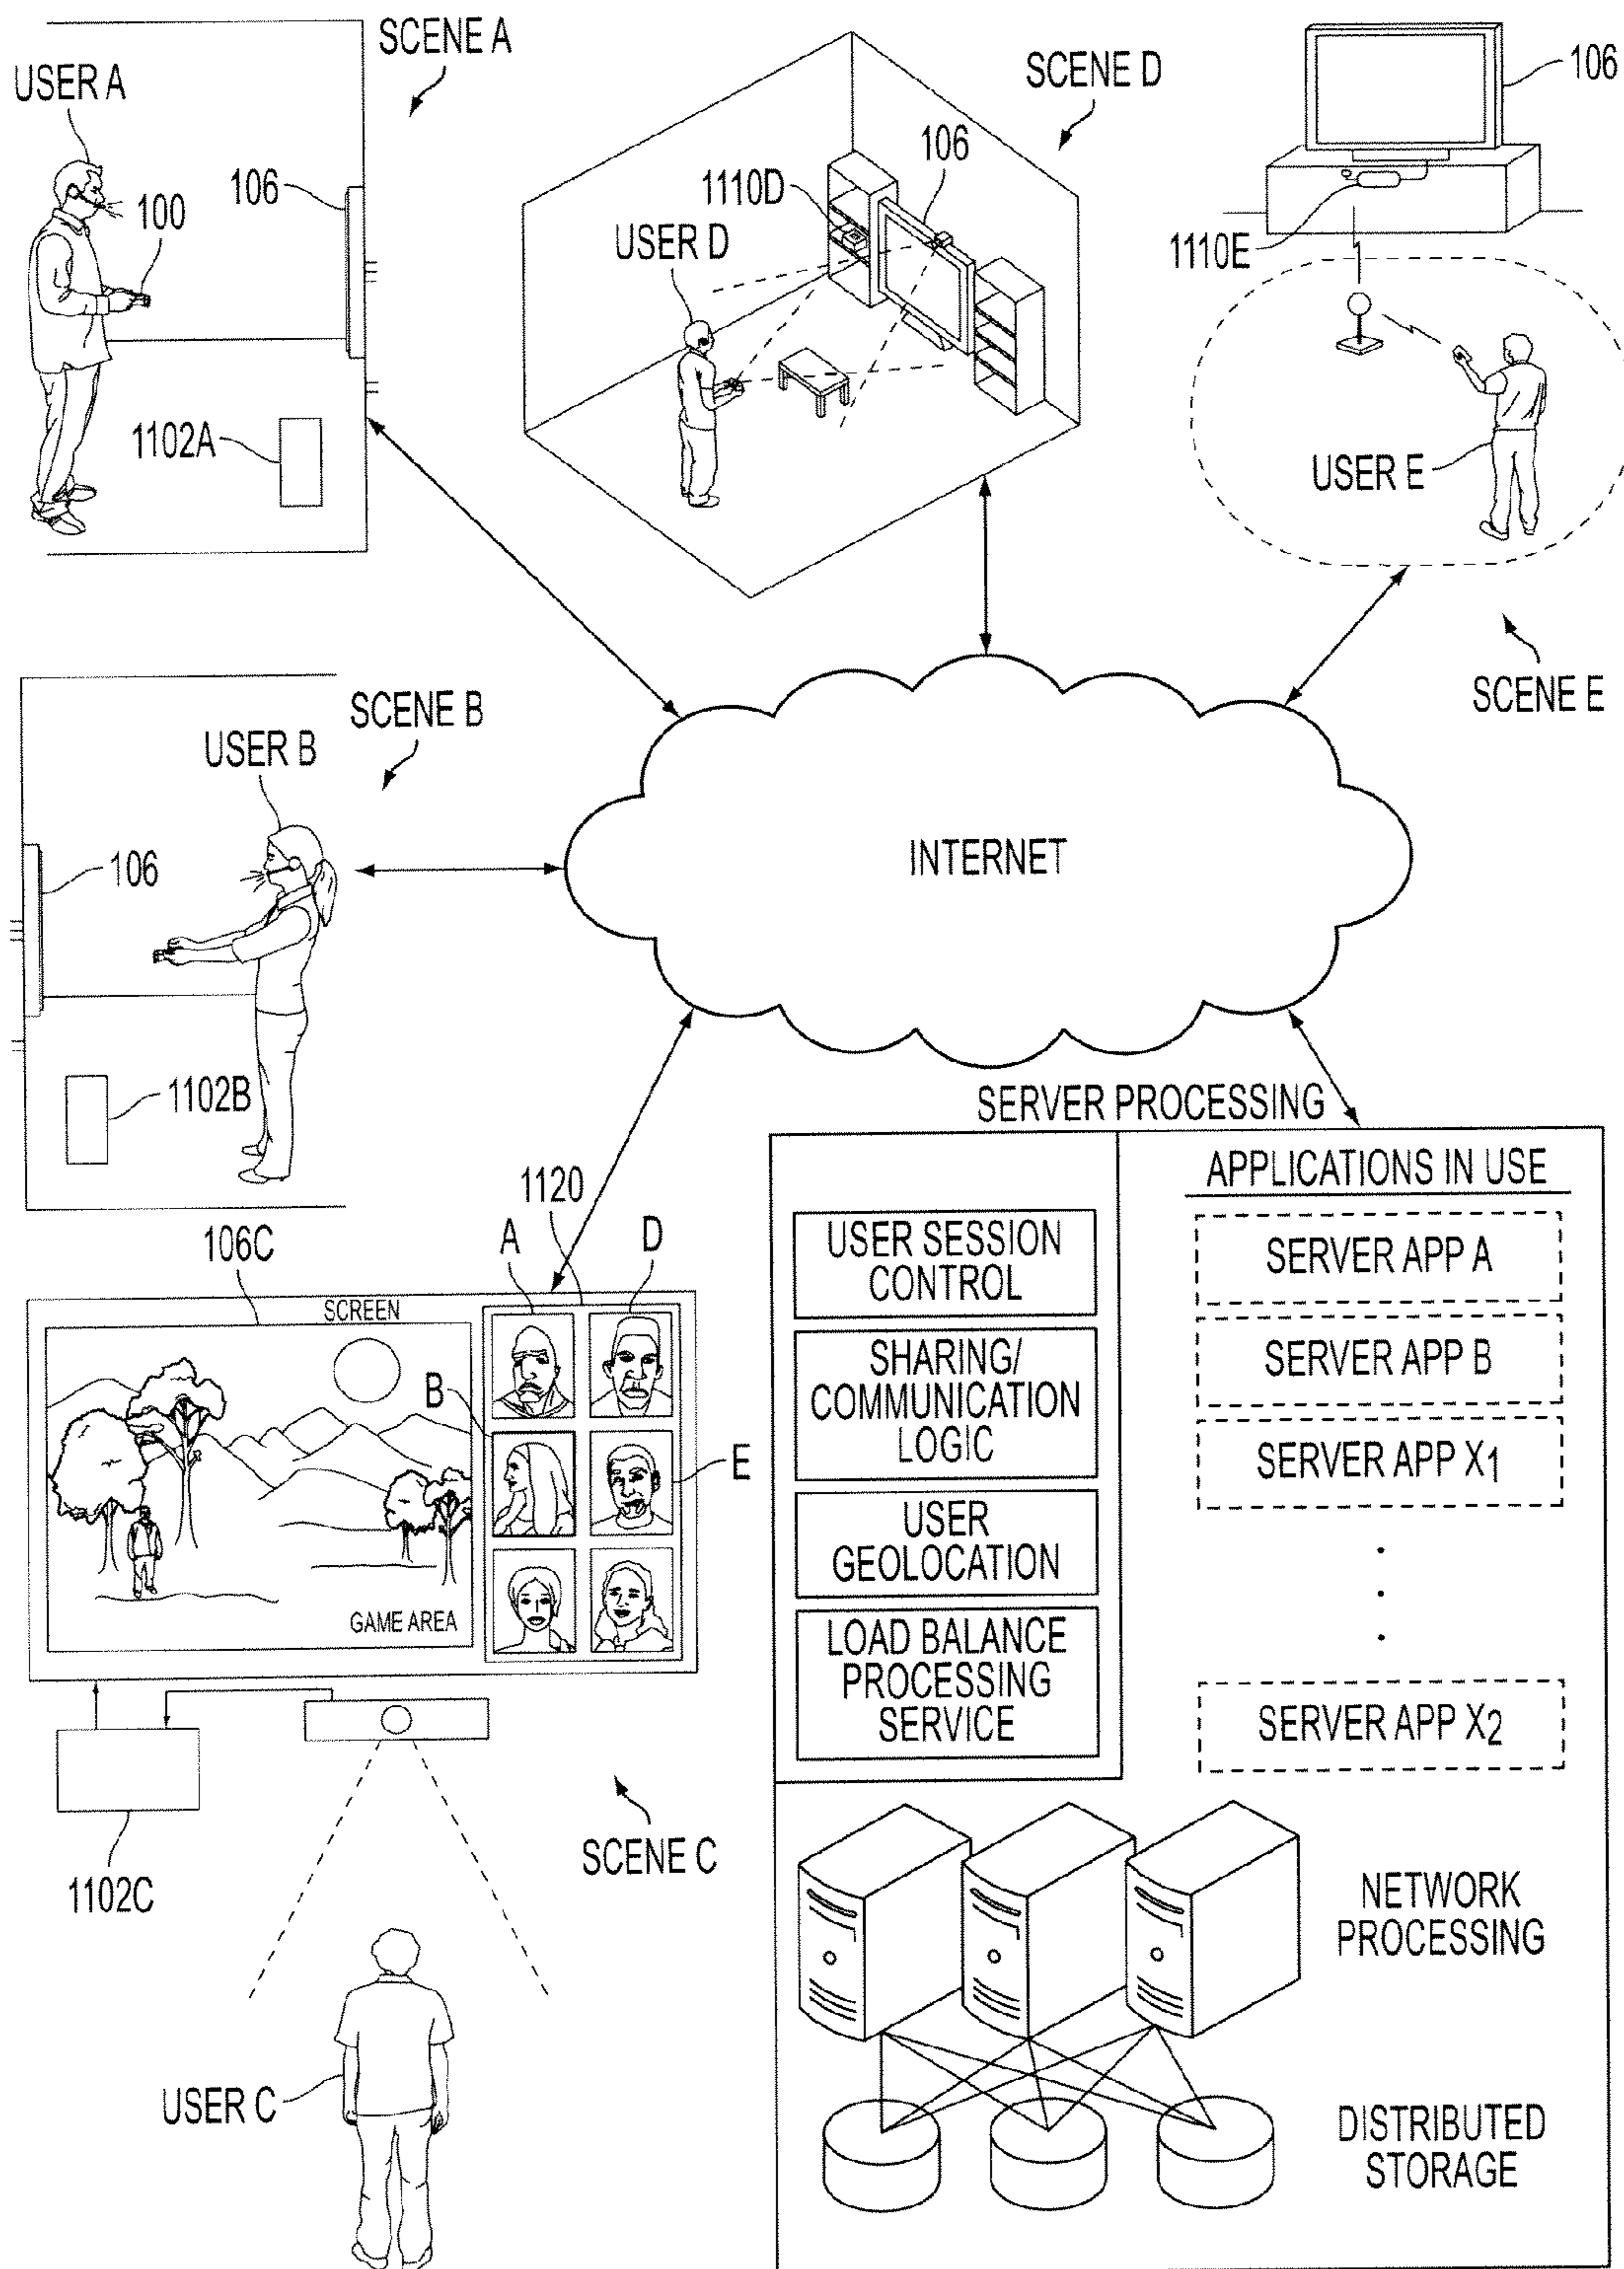 SCENE A
USER A
106
100
1102A
SCENE D
106
1110D
USER D
106
1110E
USER E
SCENE E
SCENE B
USER B
106
1102B
INTERNET
SERVER PROCESSING
APPLICATIONS IN USE
USER SESSION
CONTROL
SHARING/
COMMUNICATION
LOGIC
USER
GEOLOCATION
LOAD BALANCE
PROCESSING
SERVICE
SERVER APP A
SERVER APP B
SERVER APP X1
SERVER APP X2
NETWORK
PROCESSING
DISTRIBUTED
STORAGE
1120
106C
A
D
SCREEN
B
E
GAME AREA
SCENE C
1102C
USER C